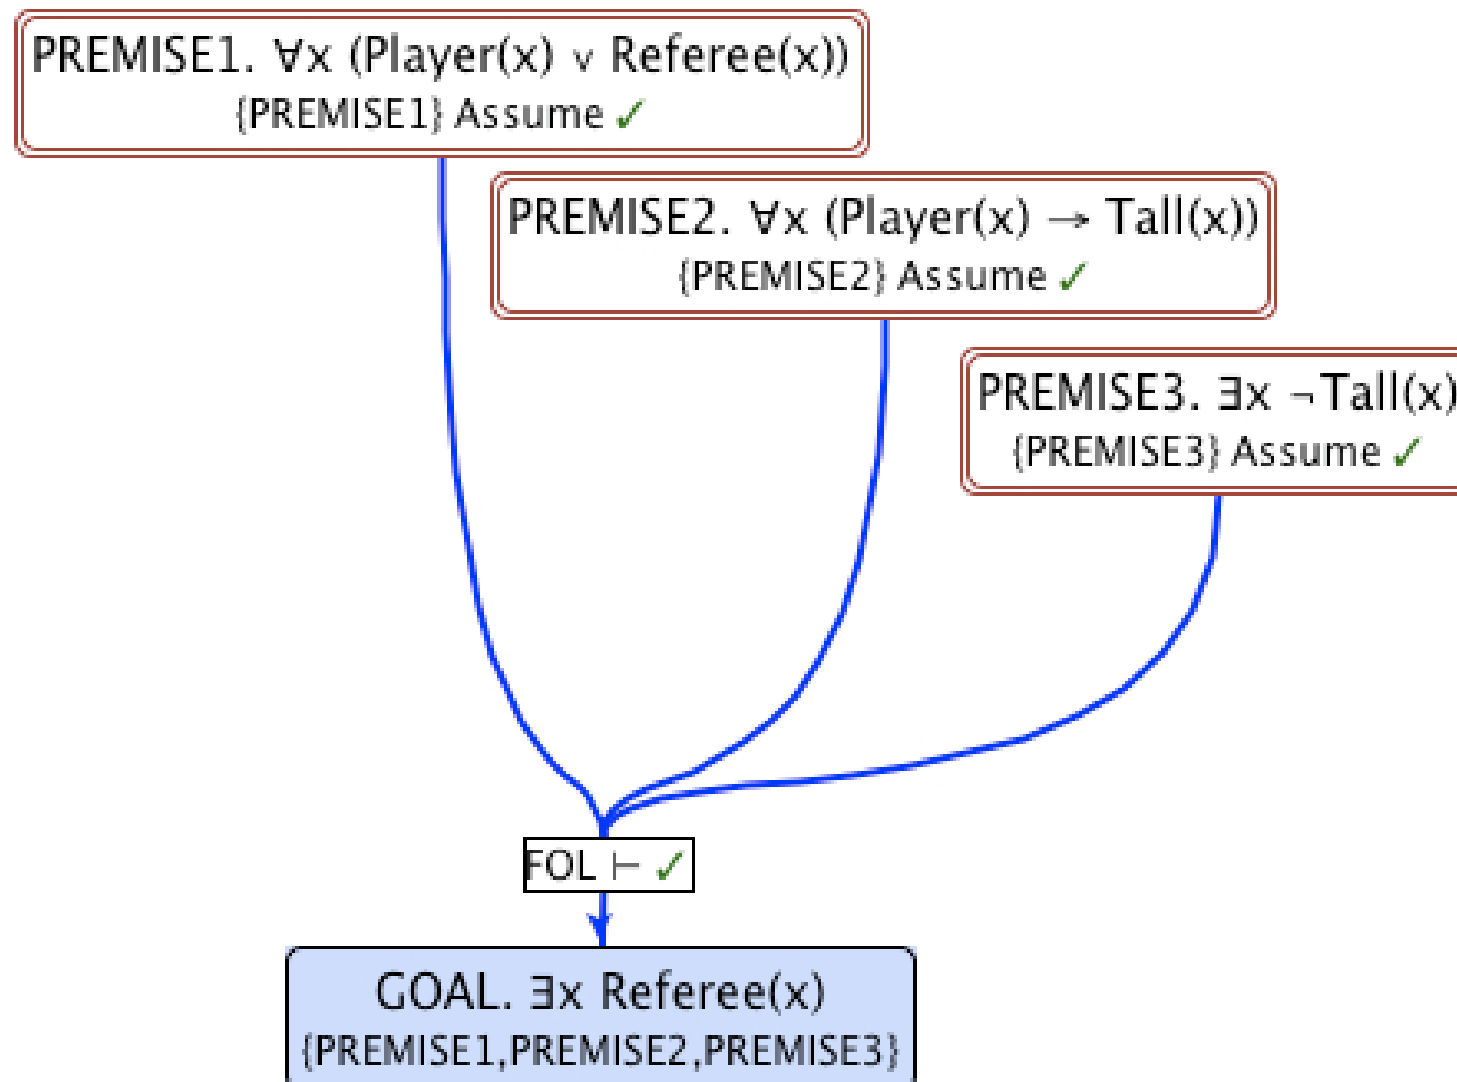 PREMISE1. ∀x (Player(x) ∨ Referee(x))
{PREMISE1} Assume ✓
PREMISE2. ∀x (Player(x) → Tall(x))
{PREMISE2} Assume ✓
PREMISE3. ∃x ¬Tall(x)
{PREMISE3} Assume ✓
FOL ⊢ ✓
GOAL. ∃x Referee(x)
{PREMISE1,PREMISE2,PREMISE3}